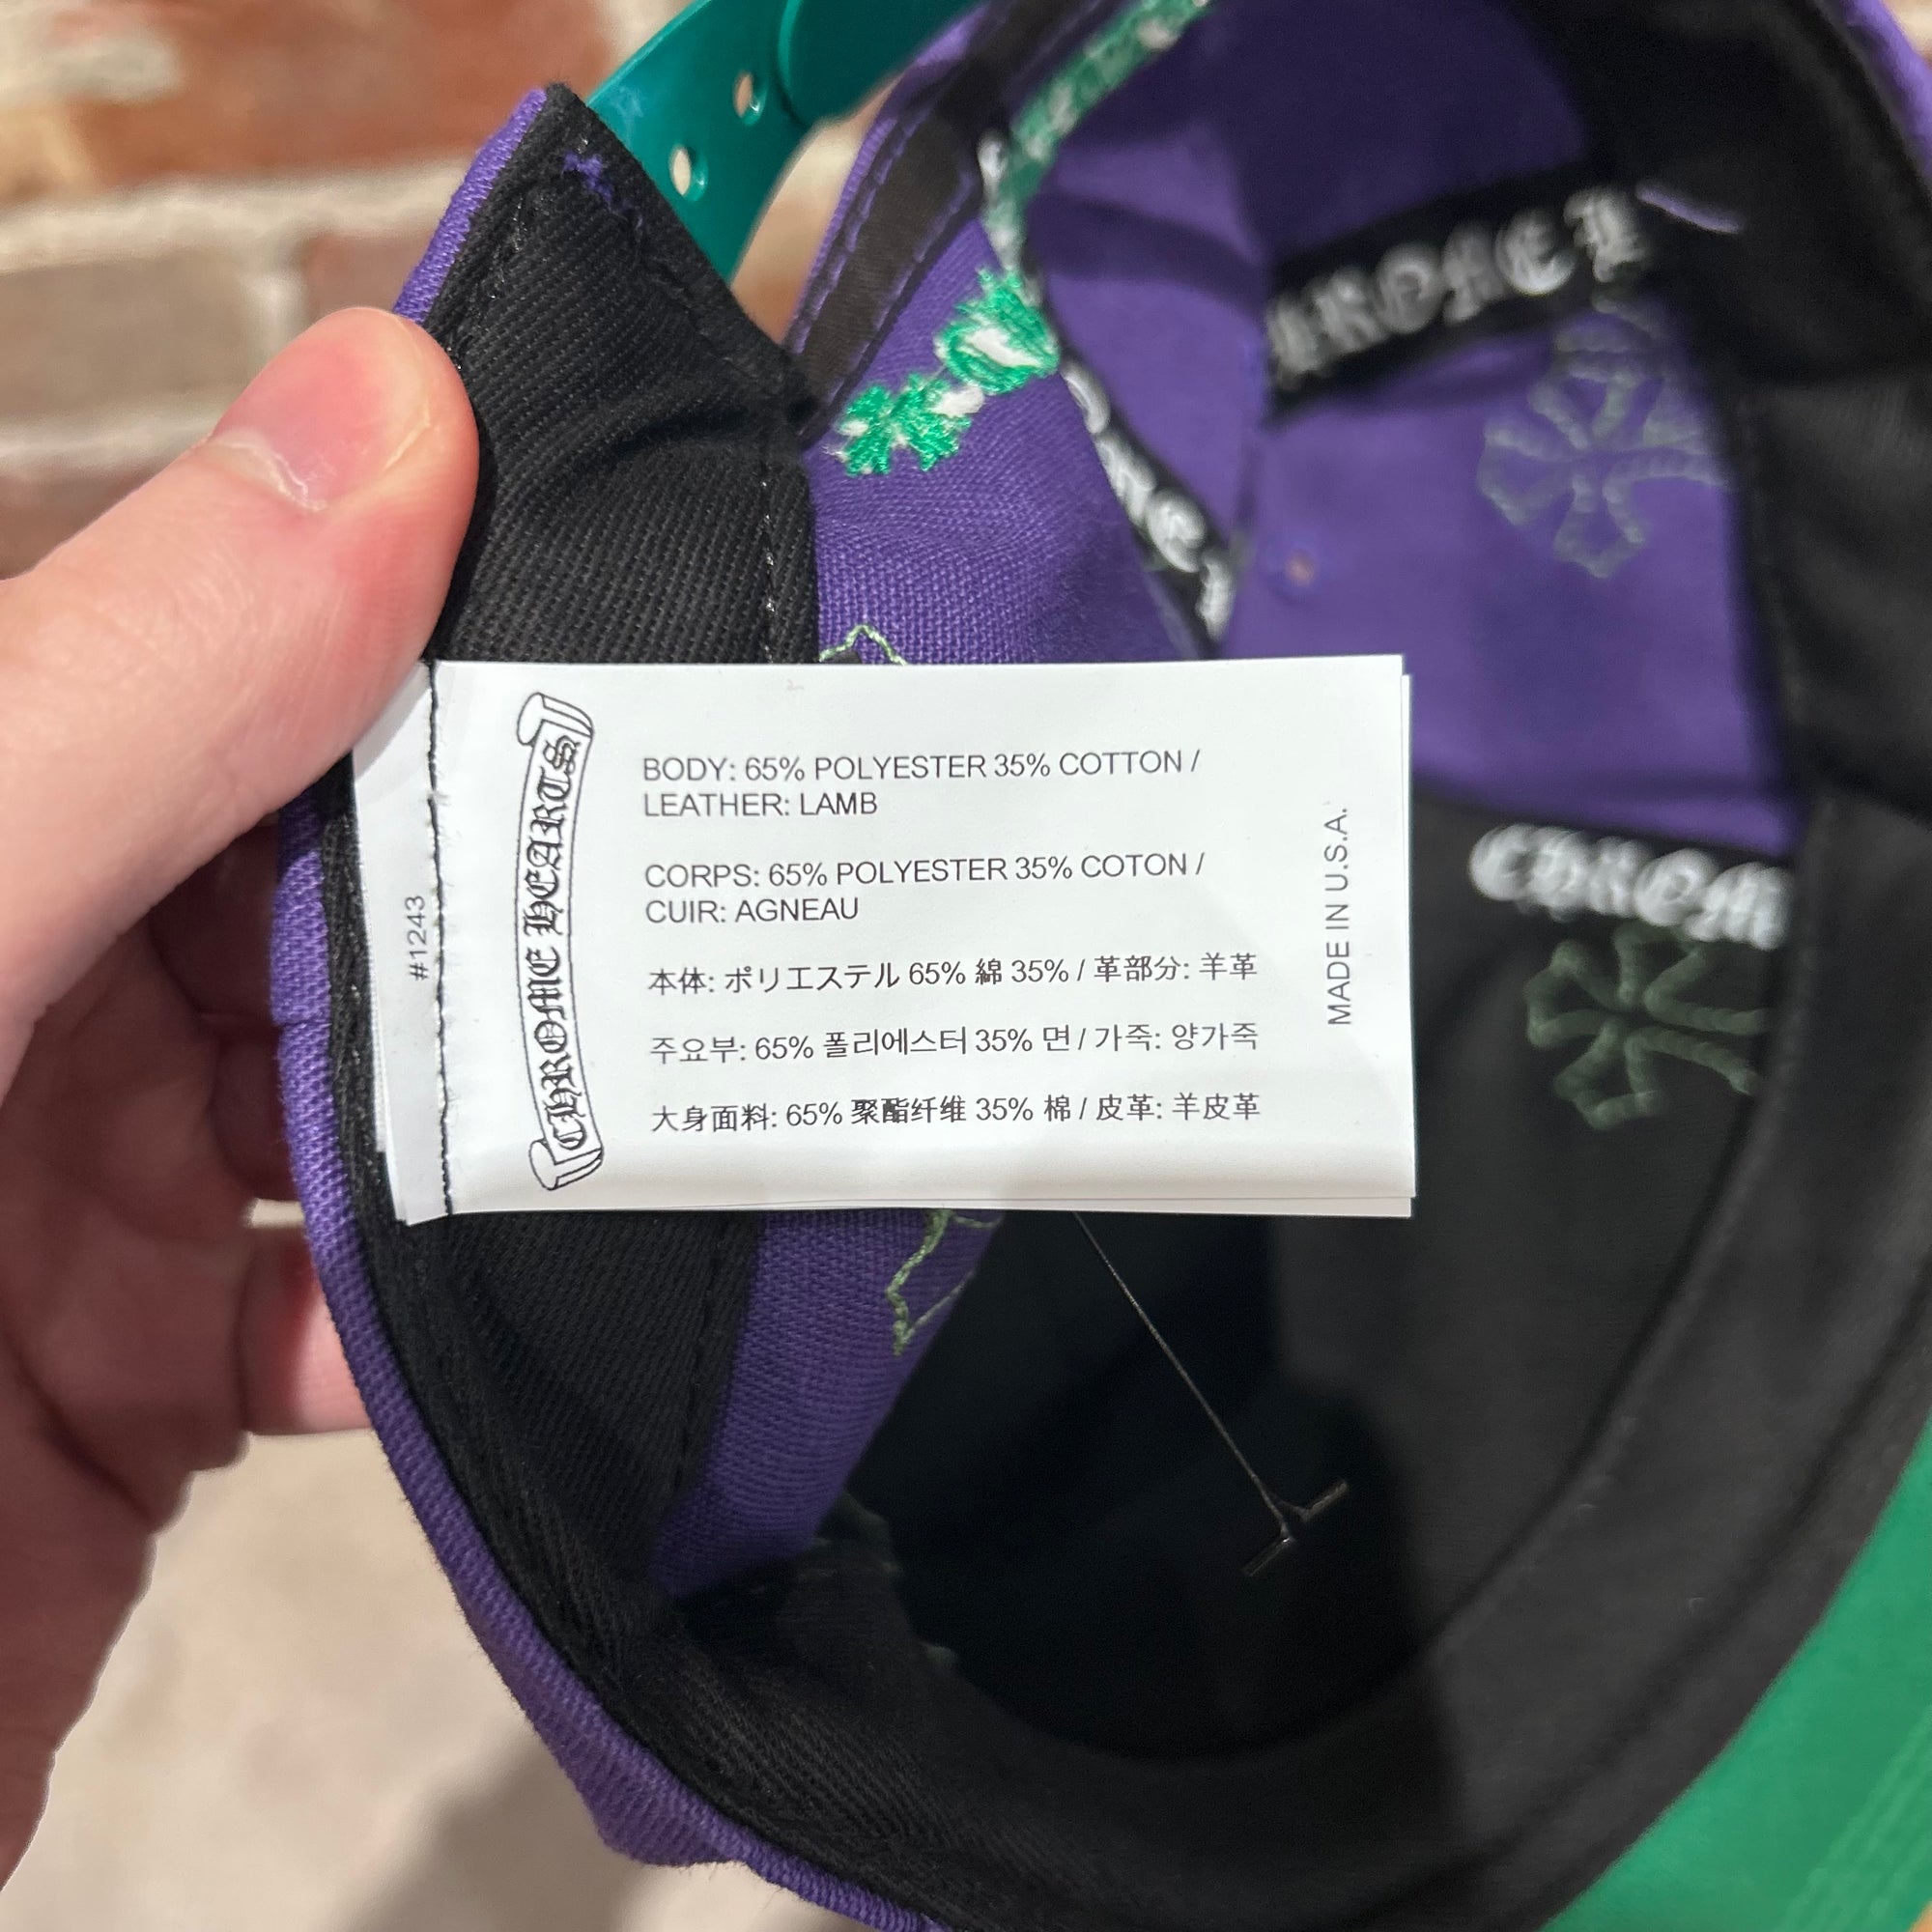 BODY: 65% POLYESTER 35% COTTON /
LEATHER: LAMB
CORPS: 65% POLYESTER 35% COTON /
CUIR: AGNEAU
本体: ポリエステル 65% 綿 35% / 革部分: 羊革
주요부: 65% 폴리에스터 35% 면 / 가죽: 양가죽
大身面料: 65% 聚酯纤维 35% 棉 / 皮革: 羊皮革
MADE IN U.S.A.
CHROME HEARTS
#1243
CHROM